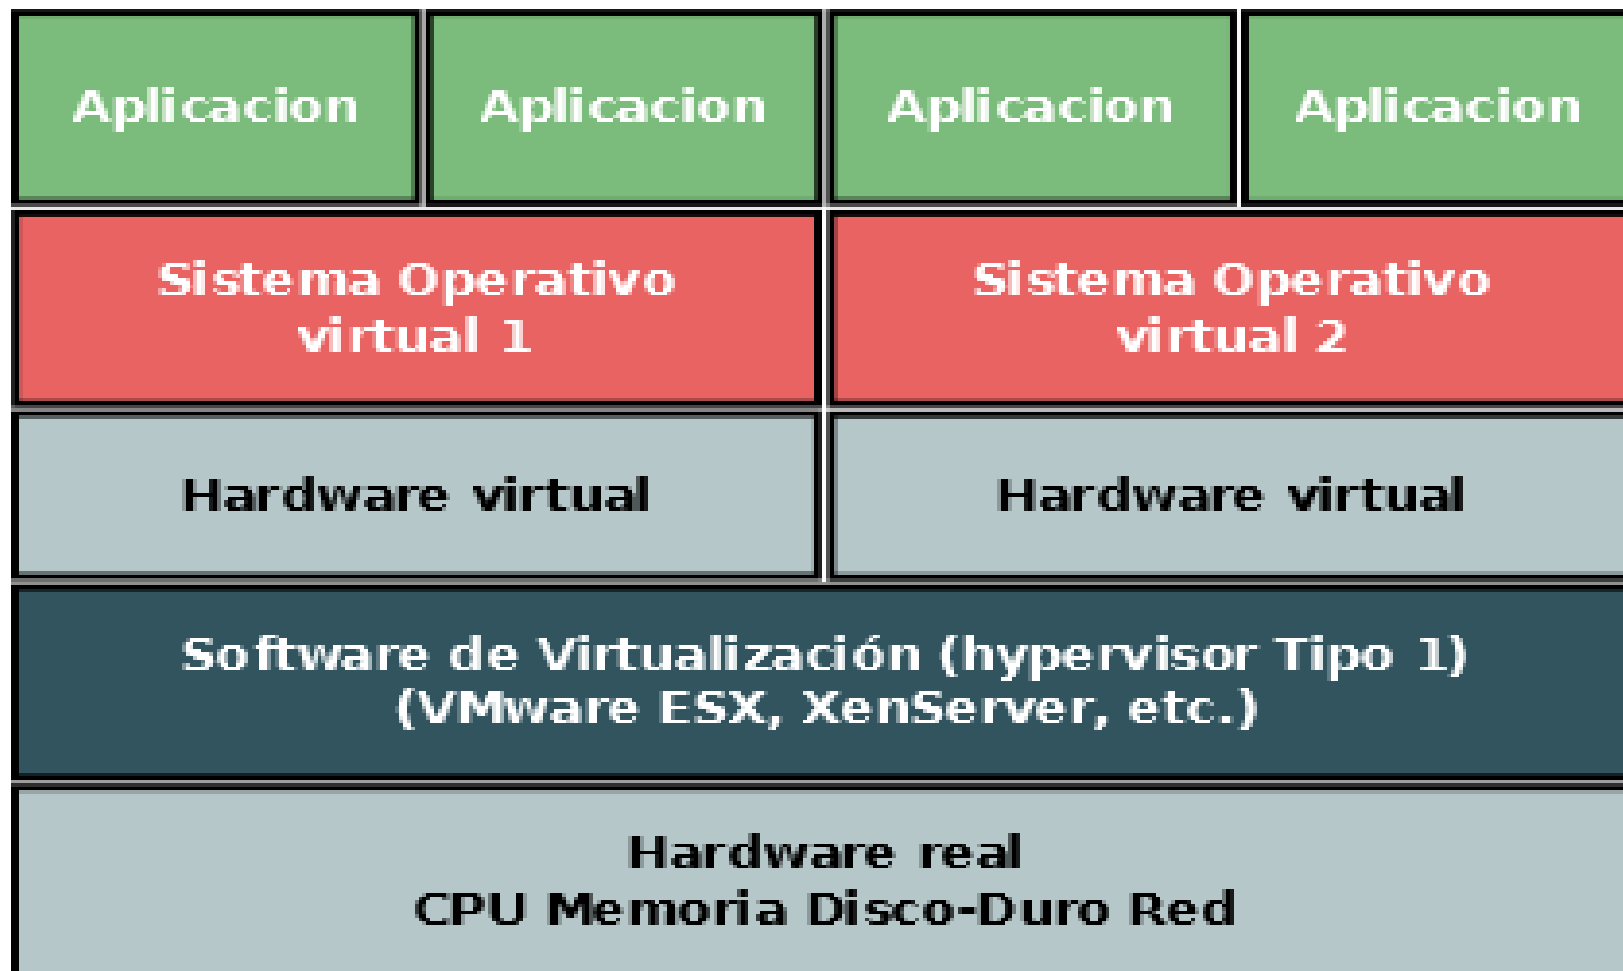 Aplicacion
Aplicacion
Aplicacion
Aplicacion
Sistema Operativo
virtual 1
Sistema Operativo
virtual 2
Hardware virtual
Hardware virtual
Software de Virtualización (hypervisor Tipo 1)
(VMware ESX, XenServer, etc.)
Hardware real
CPU Memoria Disco-Duro Red